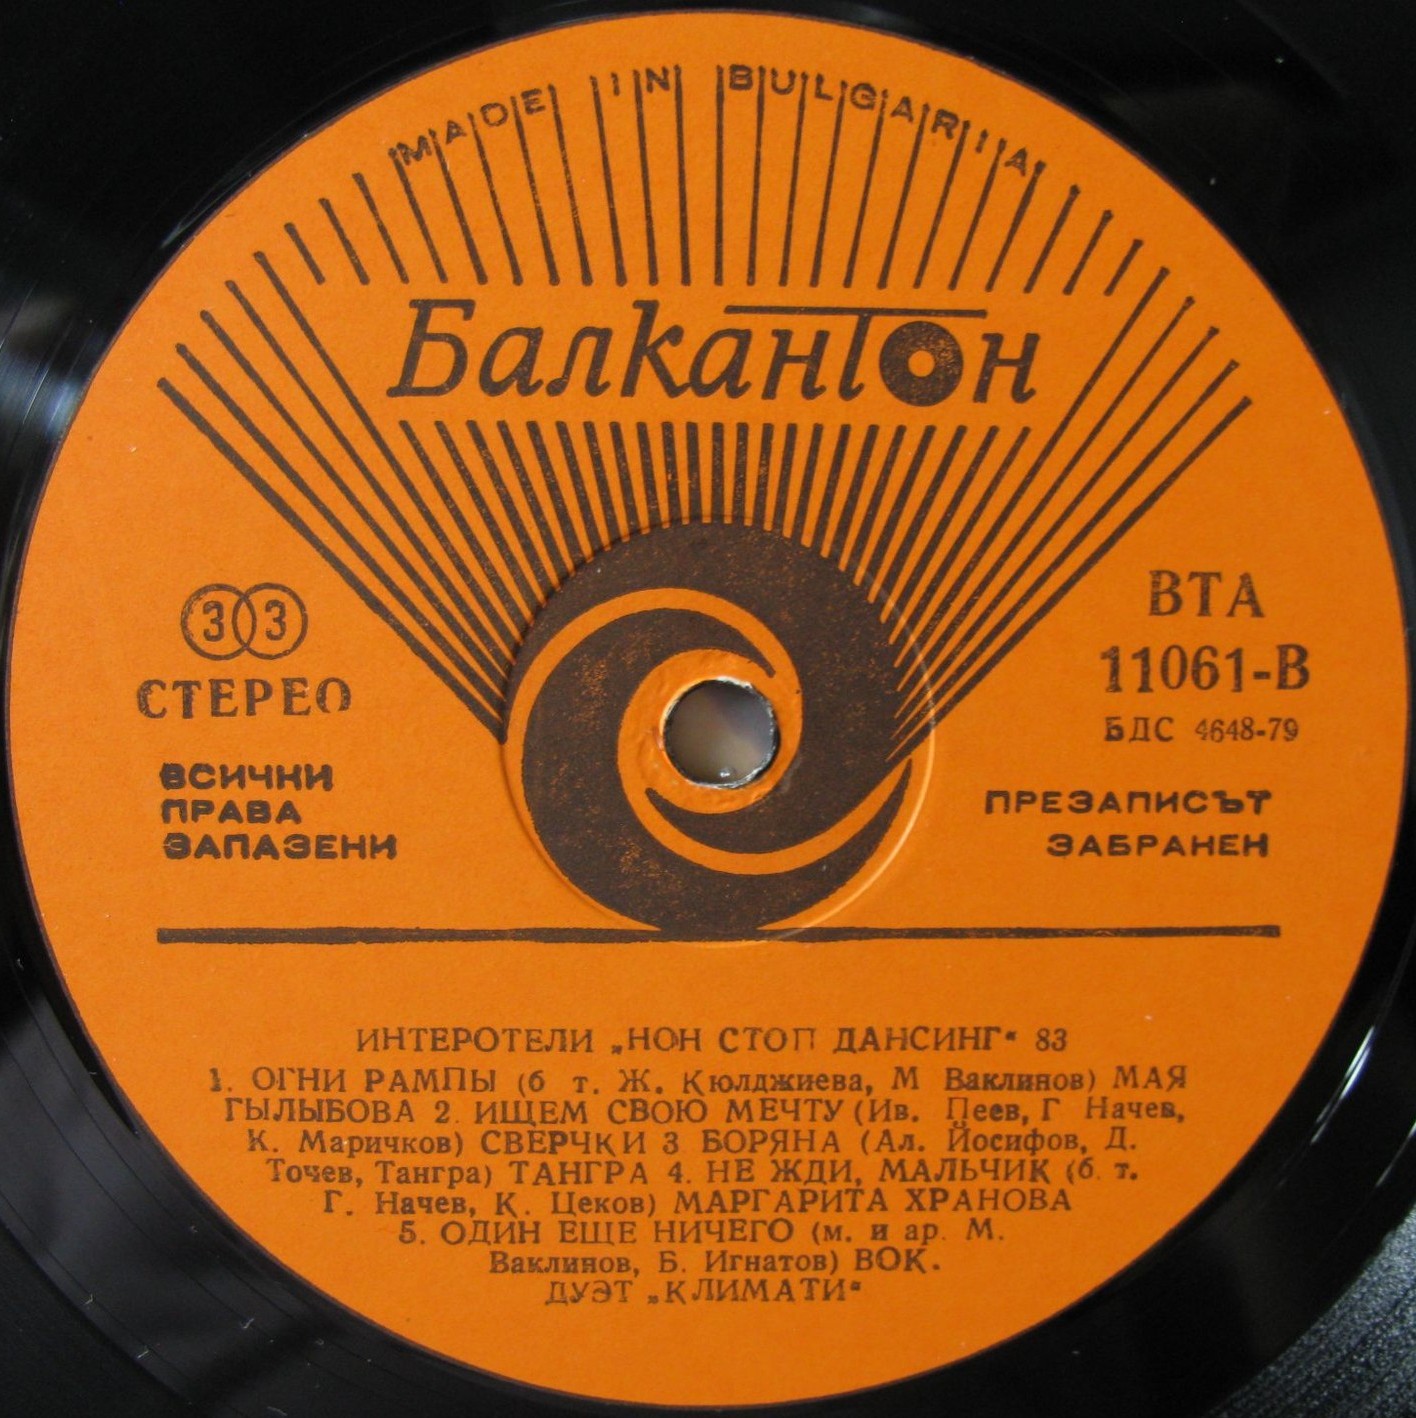 MADE IN BULGARIA
Балкантон
33
СТЕРЕО
ВСИЧКИ
ПРАВА
ЗАПАЗЕНИ
ВТА
11061-В
БДС 4648-79
ПРЕЗАПИСЪТ
ЗАБРАНЕН
ИНТЕРОТЕЛИ „НОН СТОП ДАНСИНГ“ 83
1. ОГНИ РАМПЫ (б т. Ж. Кюлджиева, М Ваклинов) МАЯ
ГЫЛЫБОВА 2. ИЩЕМ СВОЮ МЕЧТУ (Ив. Пеев, Г Начев,
К. Маричков) СВЕРЧКИ 3 БОРЯНА (Ал. Йосифов, Д.
Точев, Тангра) ТАНГРА 4. НЕ ЖДИ, МАЛЬЧИК (б. т.
Г. Начев, К. Цеков) МАРГАРИТА ХРАНОВА
5. ОДИН ЕЩЕ НИЧЕГО (м. и ар. М.
Ваклинов, Б. Игнатов) ВОК.
ДУЭТ „КЛИМАТИ“